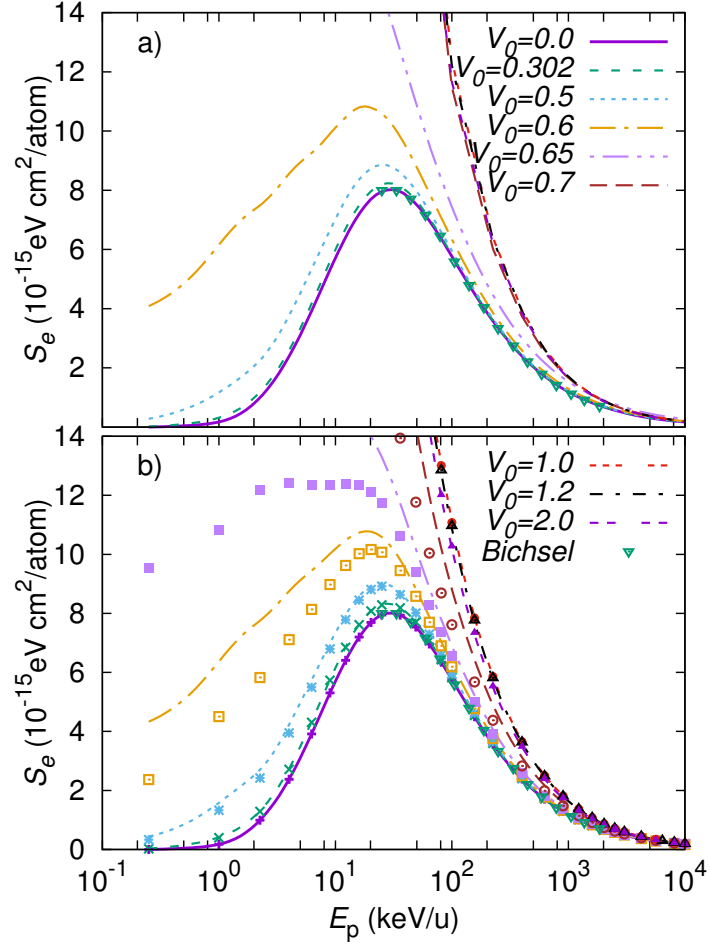 14
a)
V0=0.0
12
V0=0.302
V0=0.5
10
V0=0.6
V0=0.65
8
V0=0.7
6
4
2
Se (10-15eV cm2/atom)
14
b)
V0=1.0
12
V0=1.2
V0=2.0
10
Bichsel
8
6
4
2
0
Se (10-15eV cm2/atom)
10-1 100 101 102 103 104
Ep (keV/u)